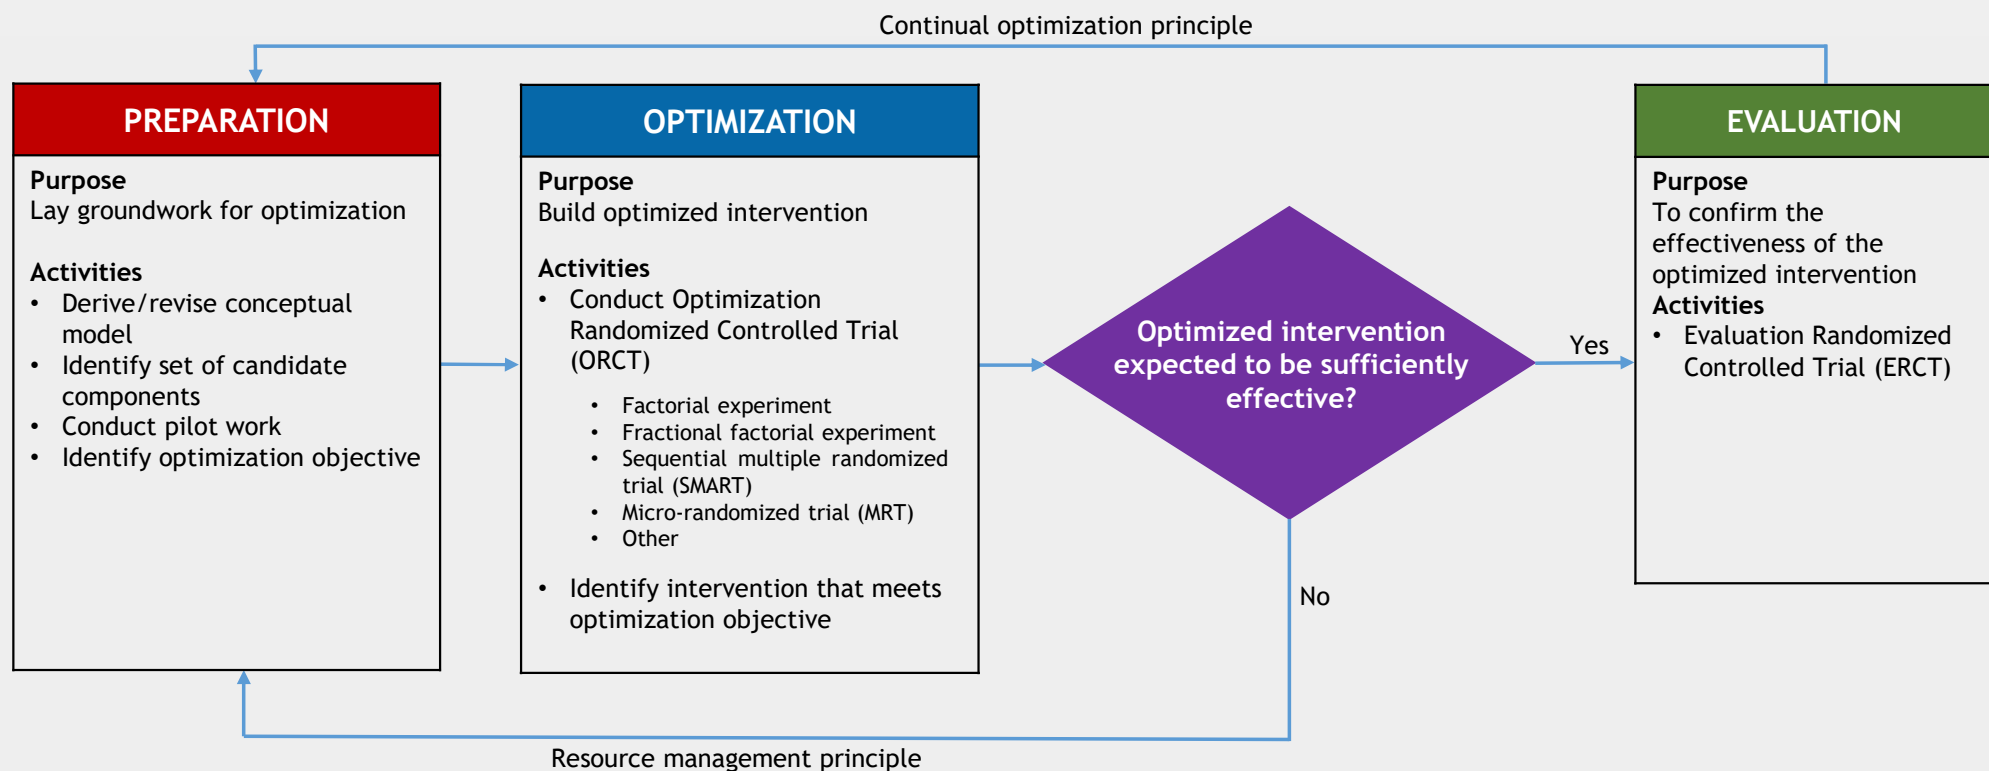 Continual optimization principle
PREPARATION
Purpose
Lay groundwork for optimization
Activities
• Derive/revise conceptual
model
• Identify set of candidate
components
• Conduct pilot work
• Identify optimization objective
OPTIMIZATION
Purpose
Build optimized intervention
Activities
• Conduct Optimization
Randomized Controlled Trial
(ORCT)
• Factorial experiment
• Fractional factorial experiment
• Sequential multiple randomized
trial (SMART)
• Micro-randomized trial (MRT)
• Other
• Identify intervention that meets
optimization objective
Optimized intervention
expected to be sufficiently
effective?
Yes
No
EVALUATION
Purpose
To confirm the
effectiveness of the
optimized intervention
Activities
• Evaluation Randomized
Controlled Trial (ERCT)
Resource management principle